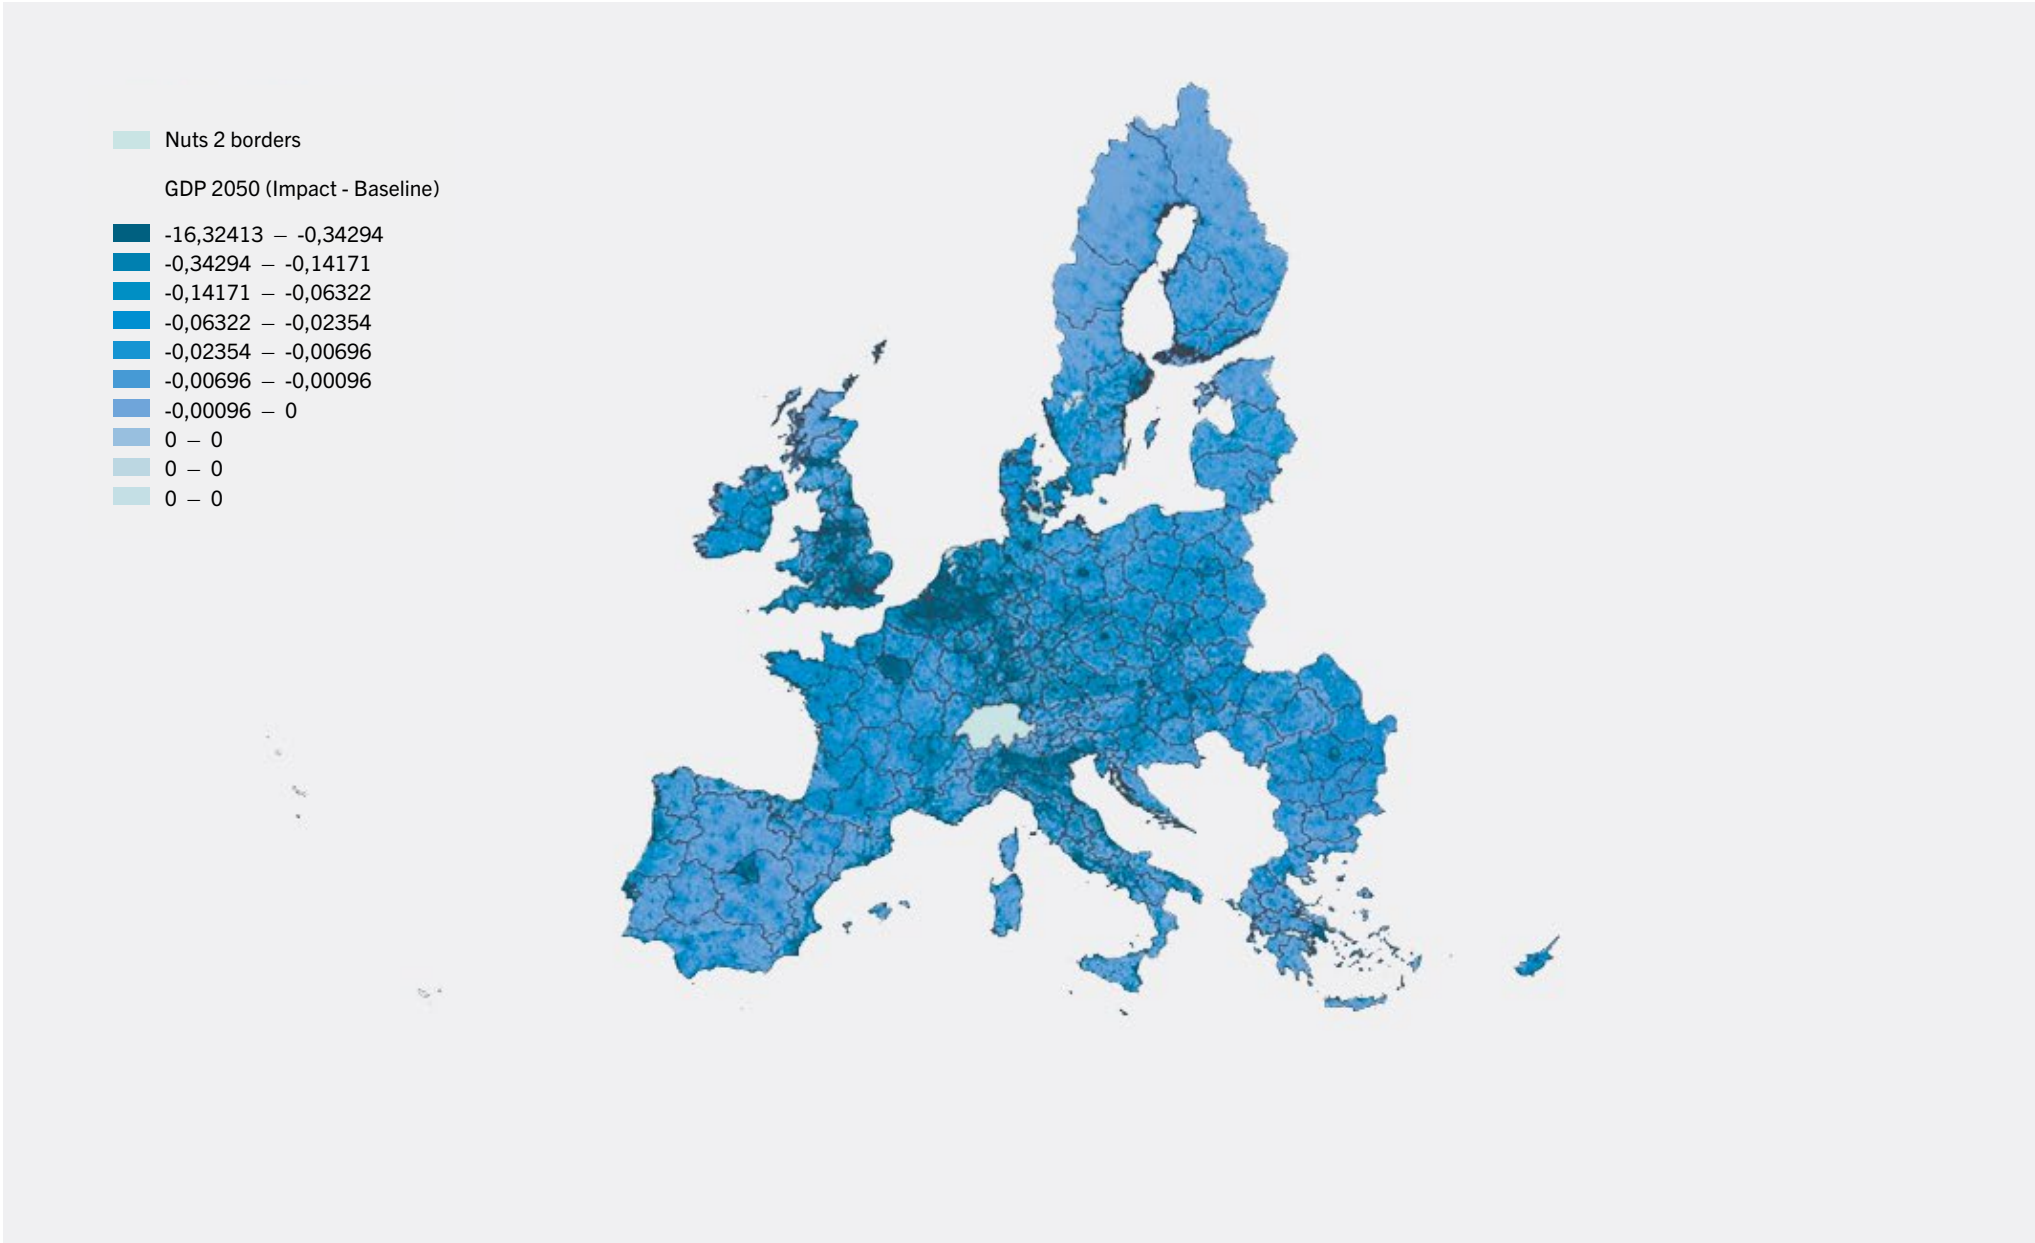 Nuts 2 borders
GDP 2050 (Impact - Baseline)
-16,32413 – -0,34294
-0,34294 – -0,14171
-0,14171 – -0,06322
-0,06322 – -0,02354
-0,02354 – -0,00696
-0,00696 – -0,00096
-0,00096 – 0
0 – 0
0 – 0
0 – 0